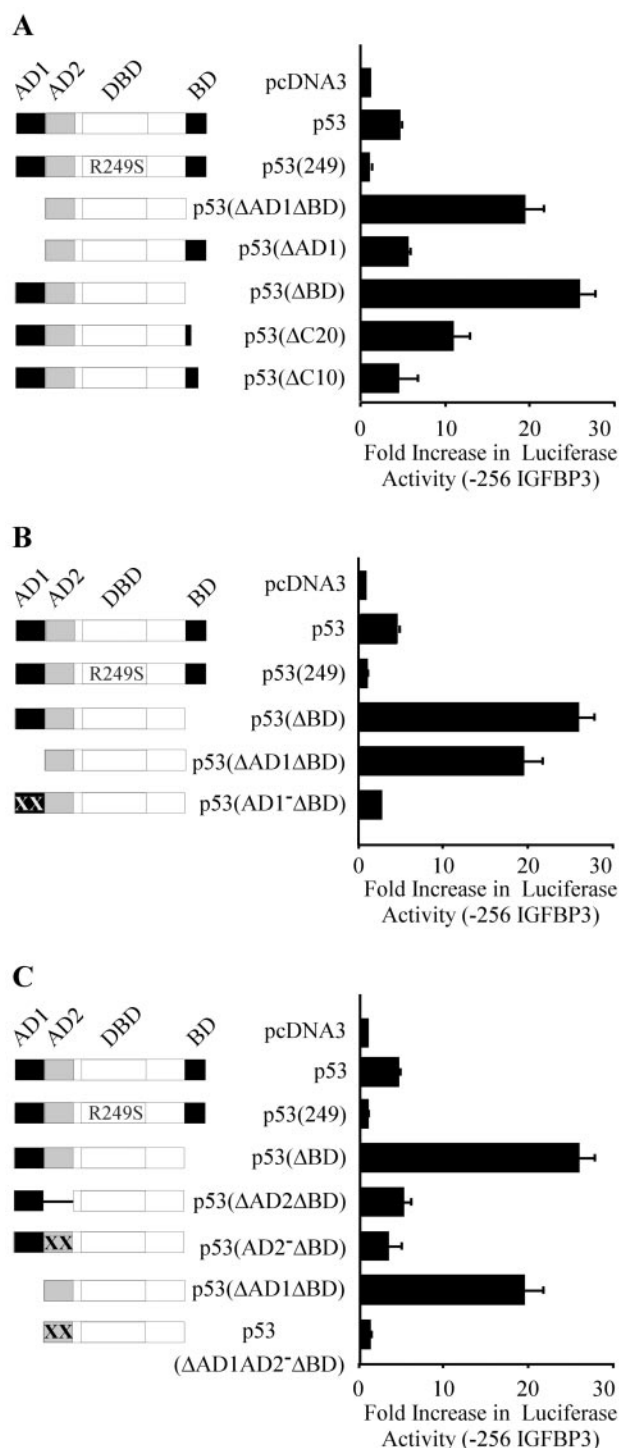 A
AD1 AD2 DBD BD
pcDNA3
p53
R249S p53(249)
p53(ΔAD1ΔBD)
p53(ΔAD1)
p53(ΔBD)
p53(ΔC20)
p53(ΔC10)
0 10 20 30
Fold Increase in Luciferase
Activity (-256 IGFBP3)
B
AD1 AD2 DBD BD
pcDNA3
p53
R249S p53(249)
p53(ΔBD)
p53(ΔAD1ΔBD)
XX p53(AD1⁻ΔBD)
0 10 20 30
Fold Increase in Luciferase
Activity (-256 IGFBP3)
C
AD1 AD2 DBD BD
pcDNA3
p53
R249S p53(249)
p53(ΔBD)
p53(ΔAD2ΔBD)
XX p53(AD2⁻ΔBD)
p53(ΔAD1ΔBD)
XX p53
(ΔAD1AD2⁻ΔBD)
0 10 20 30
Fold Increase in Luciferase
Activity (-256 IGFBP3)